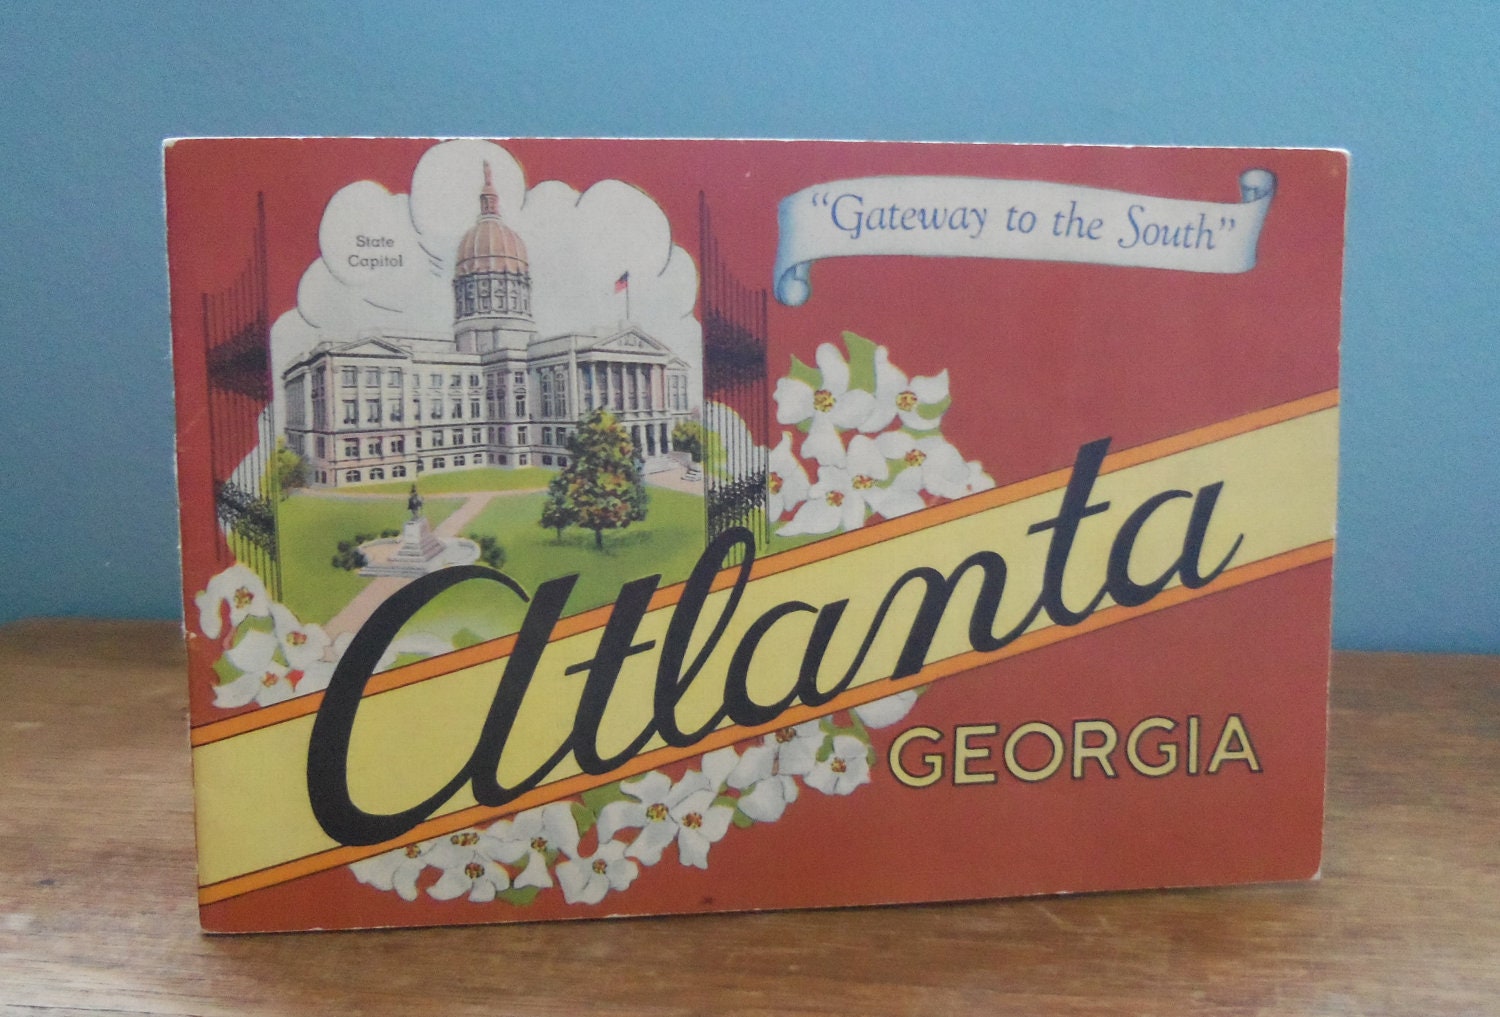 State
Capitol
"Gateway to the South"
Atlanta
GEORGIA